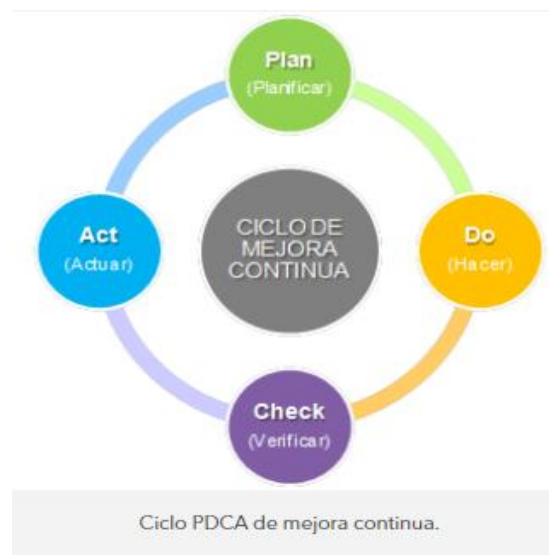 Plan
(Planificar)
Act
(Actuar)
CICLO DE
MEJORA
CONTINUA
Do
(Hacer)
Check
(Verificar)
Ciclo PDCA de mejora continua.